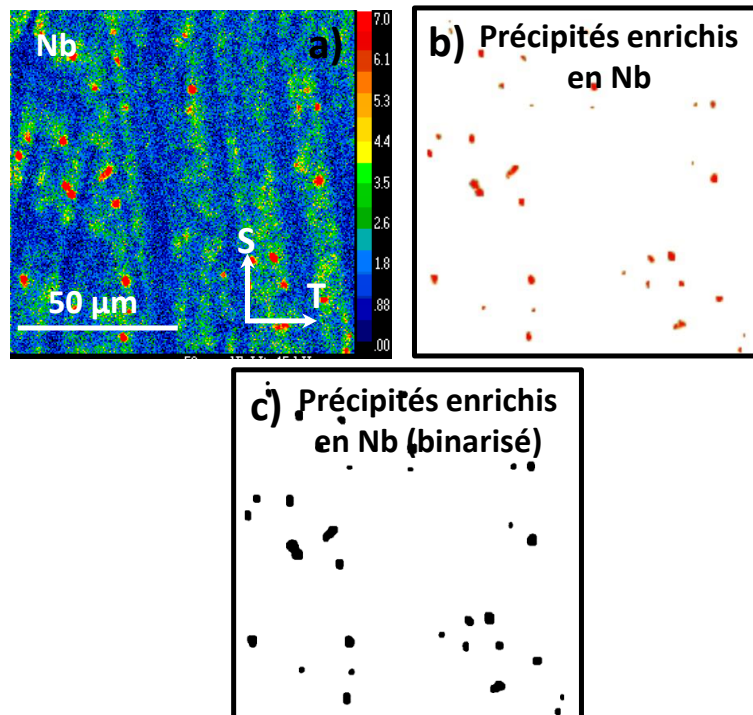 Nb
a)
7.0
6.1
5.3
4.4
3.5
2.6
1.8
.88
.00
S
T
50 µm
b) Précipités enrichis
en Nb
c) Précipités enrichis
en Nb (binarisé)